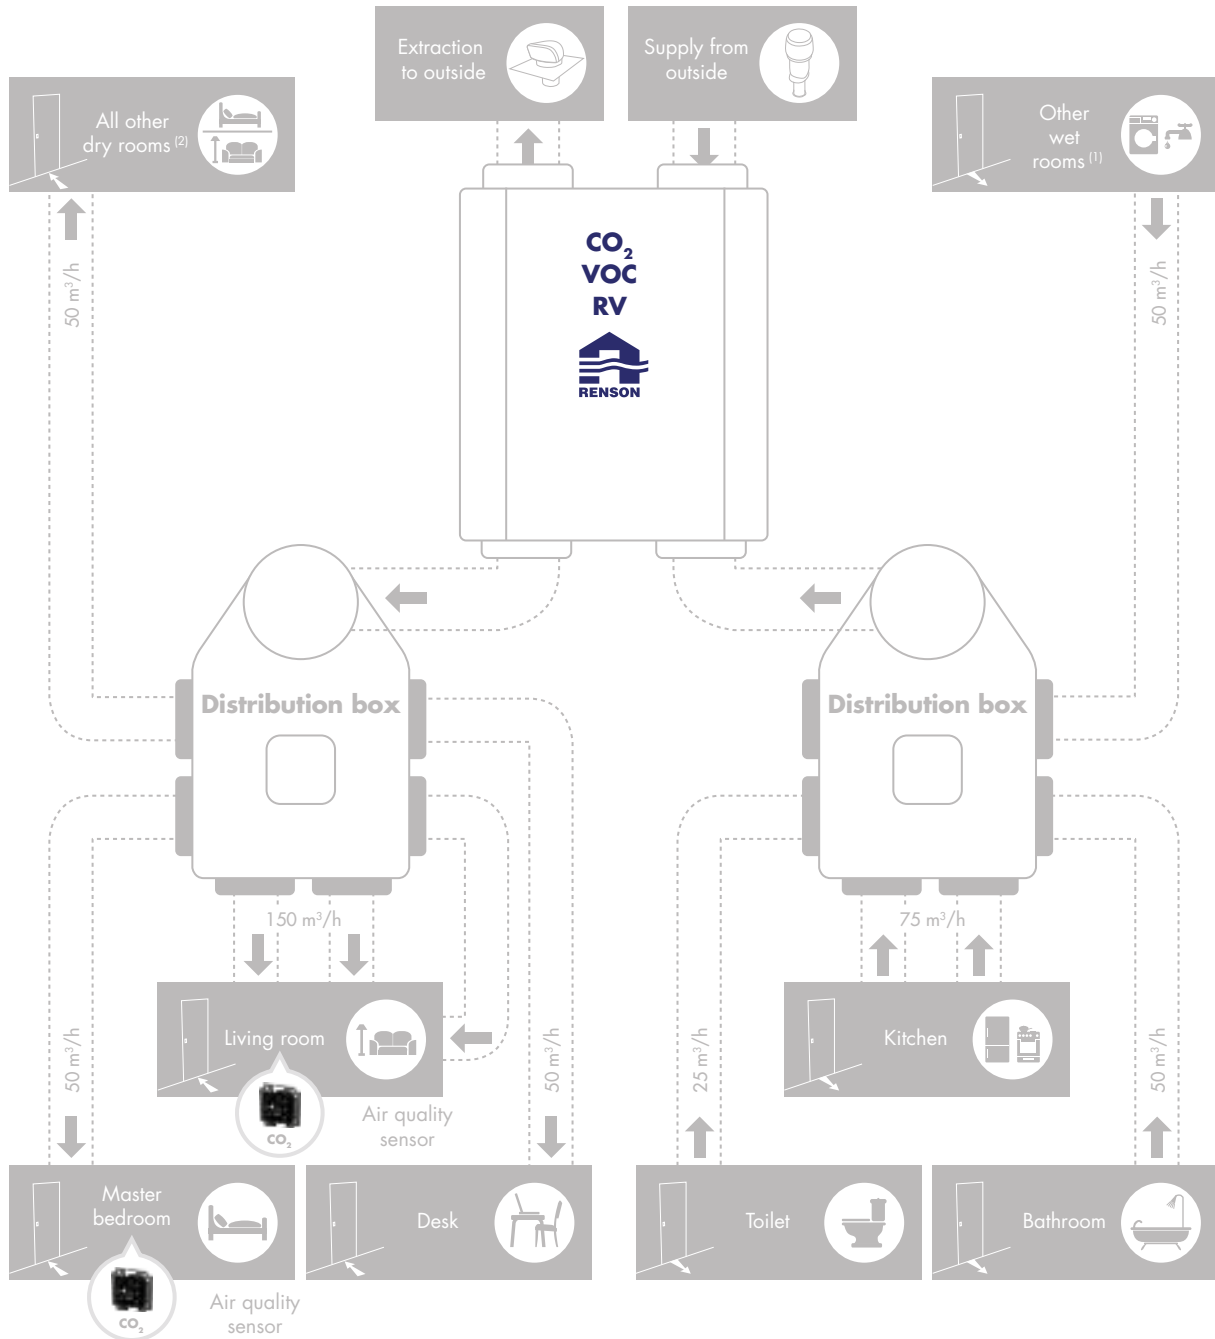 Extraction
to outside
Supply from
outside
All other
dry rooms (2)
Other
wet
rooms (1)
CO₂
VOC
RV
RENSON
50 m³/h
50 m³/h
Distribution box
Distribution box
150 m³/h
75 m³/h
50 m³/h
Living room
CO₂
Air quality
sensor
50 m³/h
25 m³/h
Kitchen
50 m³/h
Master
bedroom
CO₂
Air quality
sensor
Desk
Toilet
Bathroom